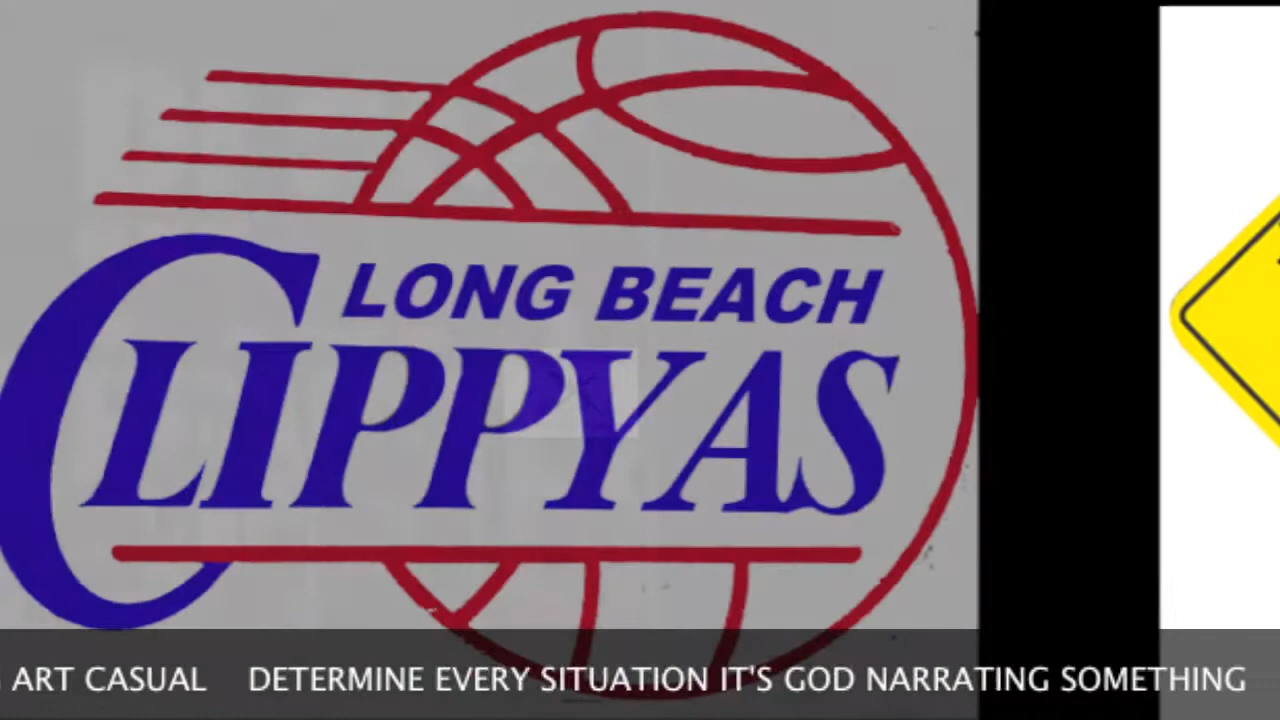 LONG BEACH
CLIPPYAS
ART CASUAL DETERMINE EVERY SITUATION IT'S GOD NARRATING SOMETHING